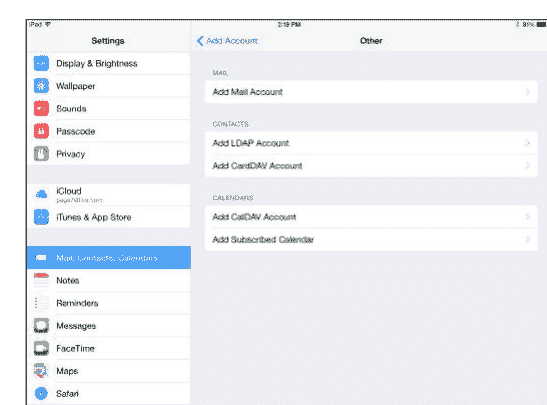 iPad
3:19 PM
81%
Settings
Add Account
Other
Display & Brightness
Wallpaper
Sounds
Passcode
Privacy
iCloud
iTunes & App Store
Mail, Contacts, Calendars
Notes
Reminders
Messages
FaceTime
Maps
Safari
MAIL
Add Mail Account
CONTACTS
Add LDAP Account
Add CardDAV Account
CALENDARS
Add CalDAV Account
Add Subscribed Calendar